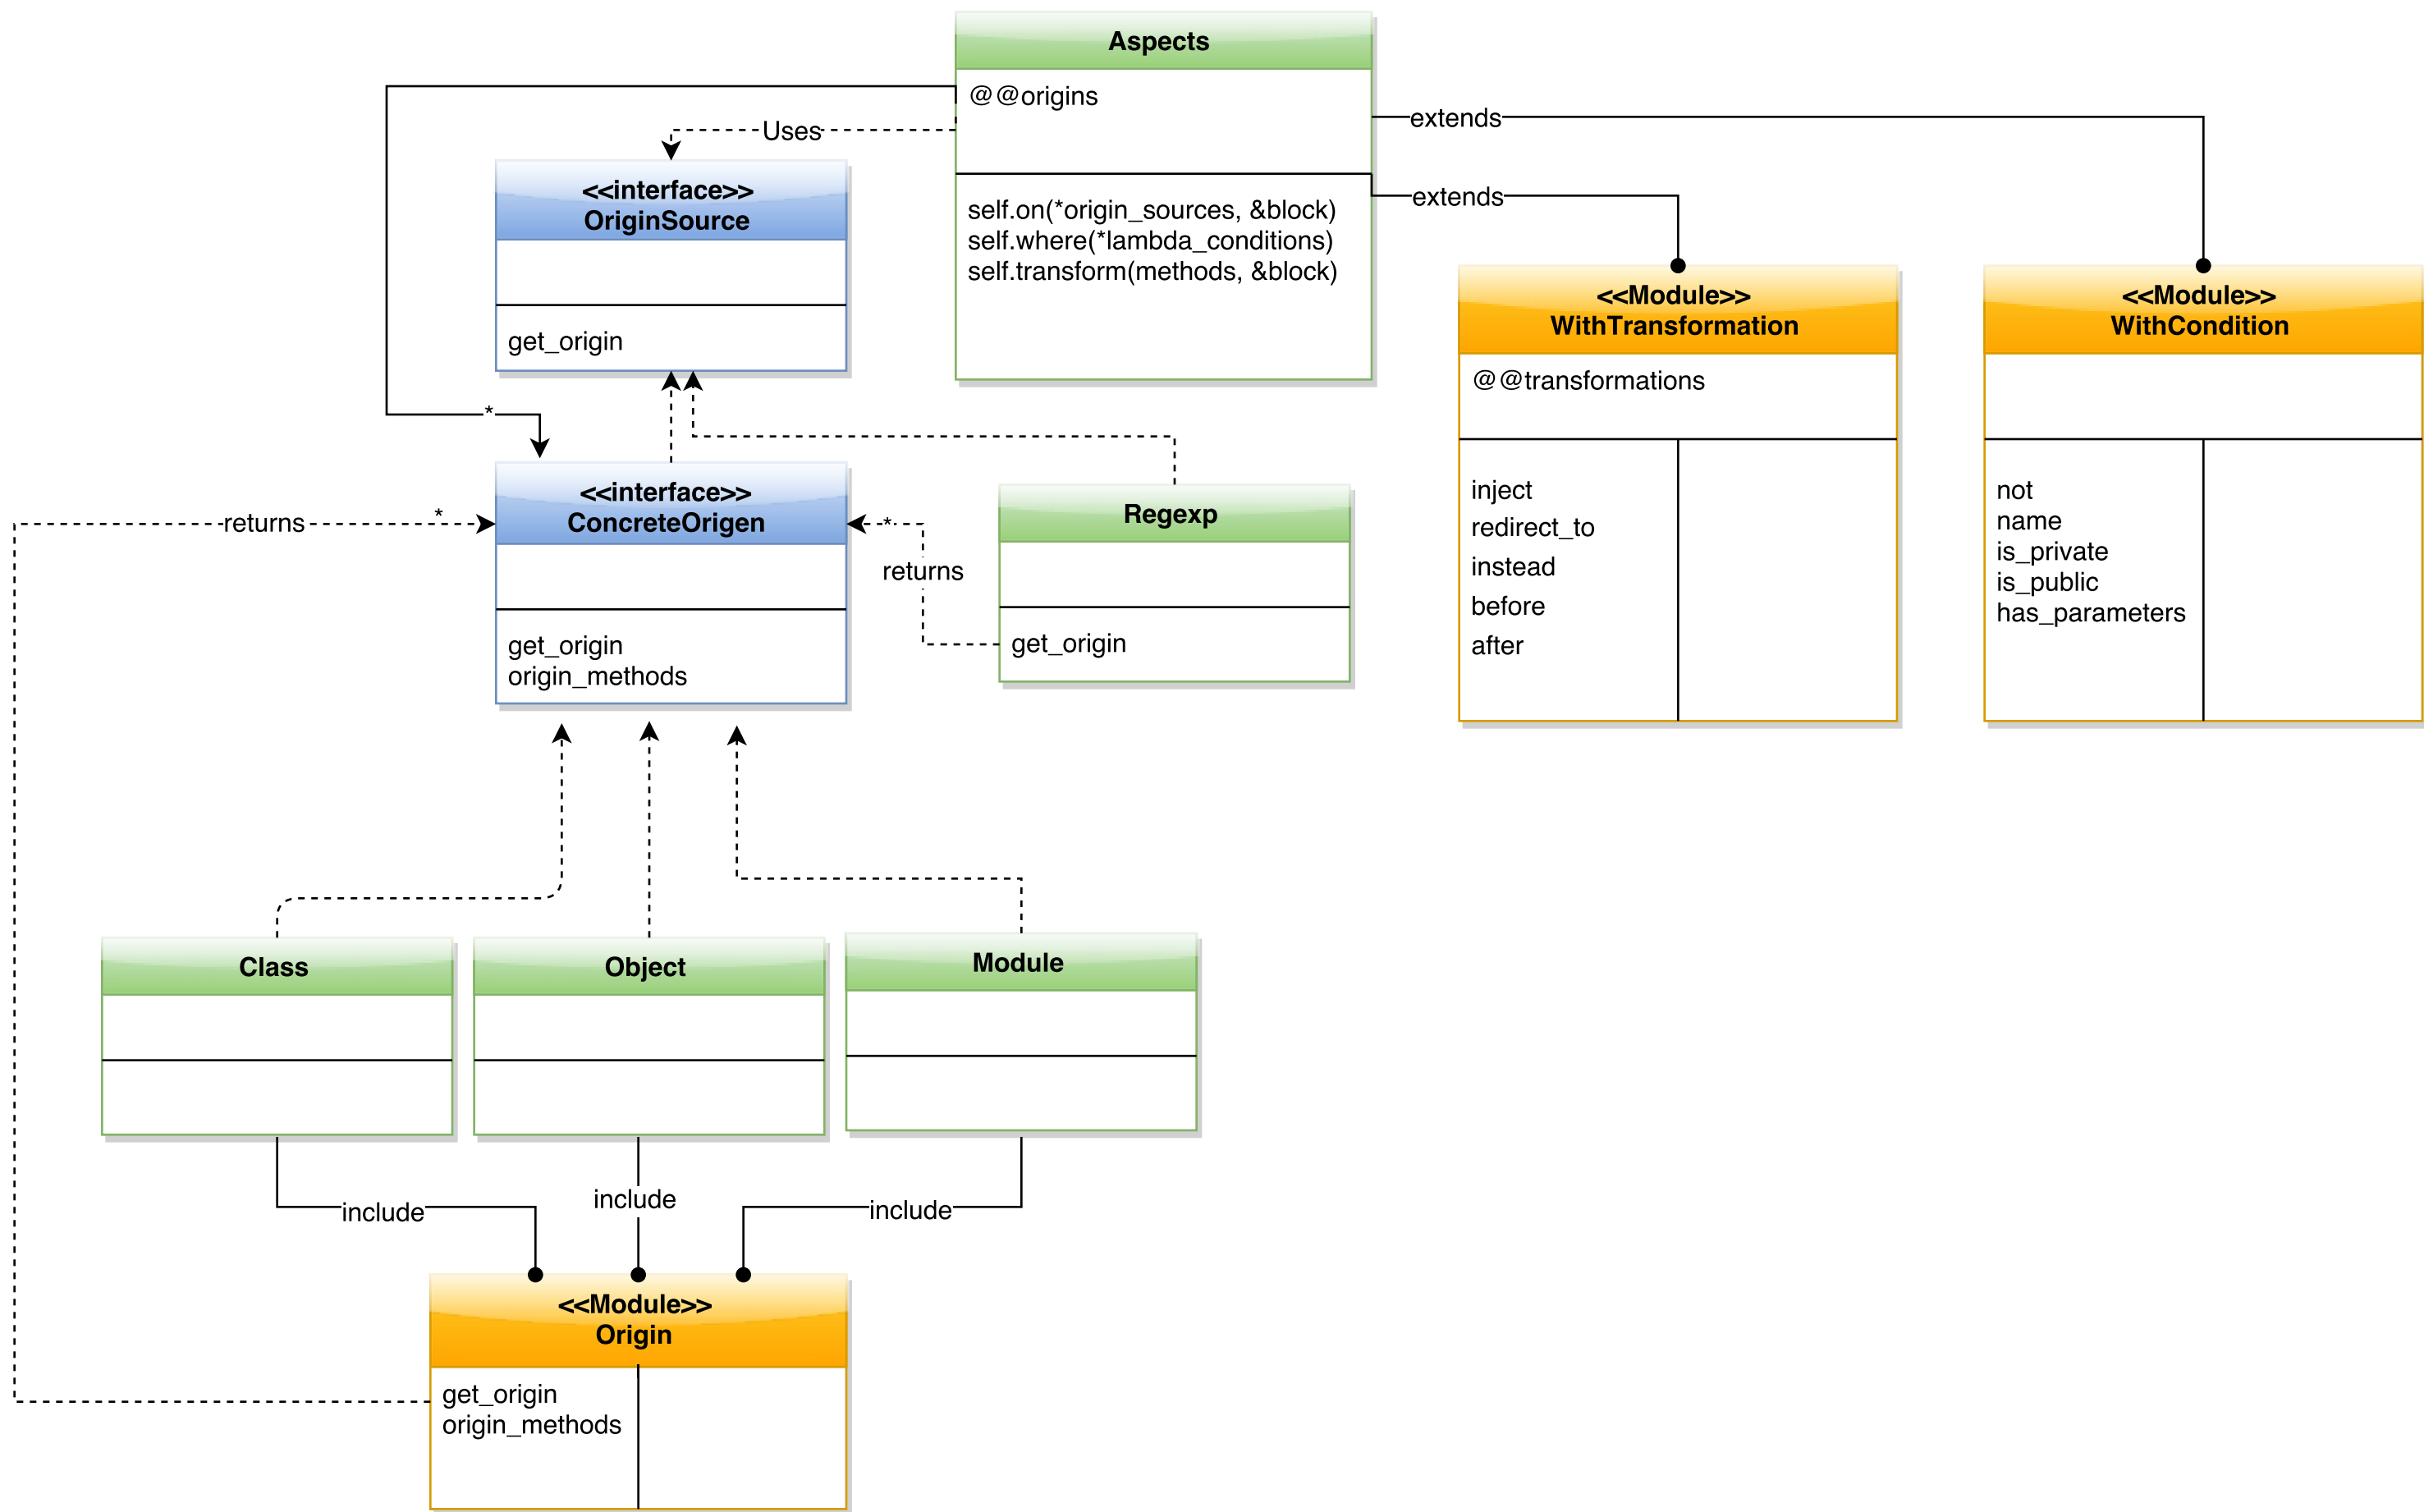 Aspects
@@origins
self.on(*origin_sources, &block)
self.where(*lambda_conditions)
self.transform(methods, &block)
Uses
extends
extends
<<interface>>
OriginSource
get_origin
<<Module>>
WithTransformation
@@transformations
inject
redirect_to
instead
before
after
<<Module>>
WithCondition
not
name
is_private
is_public
has_parameters
*
<<interface>>
ConcreteOrigen
get_origin
origin_methods
returns
*
*
returns
Regexp
get_origin
Class
Object
Module
include
include
include
<<Module>>
Origin
get_origin
origin_methods